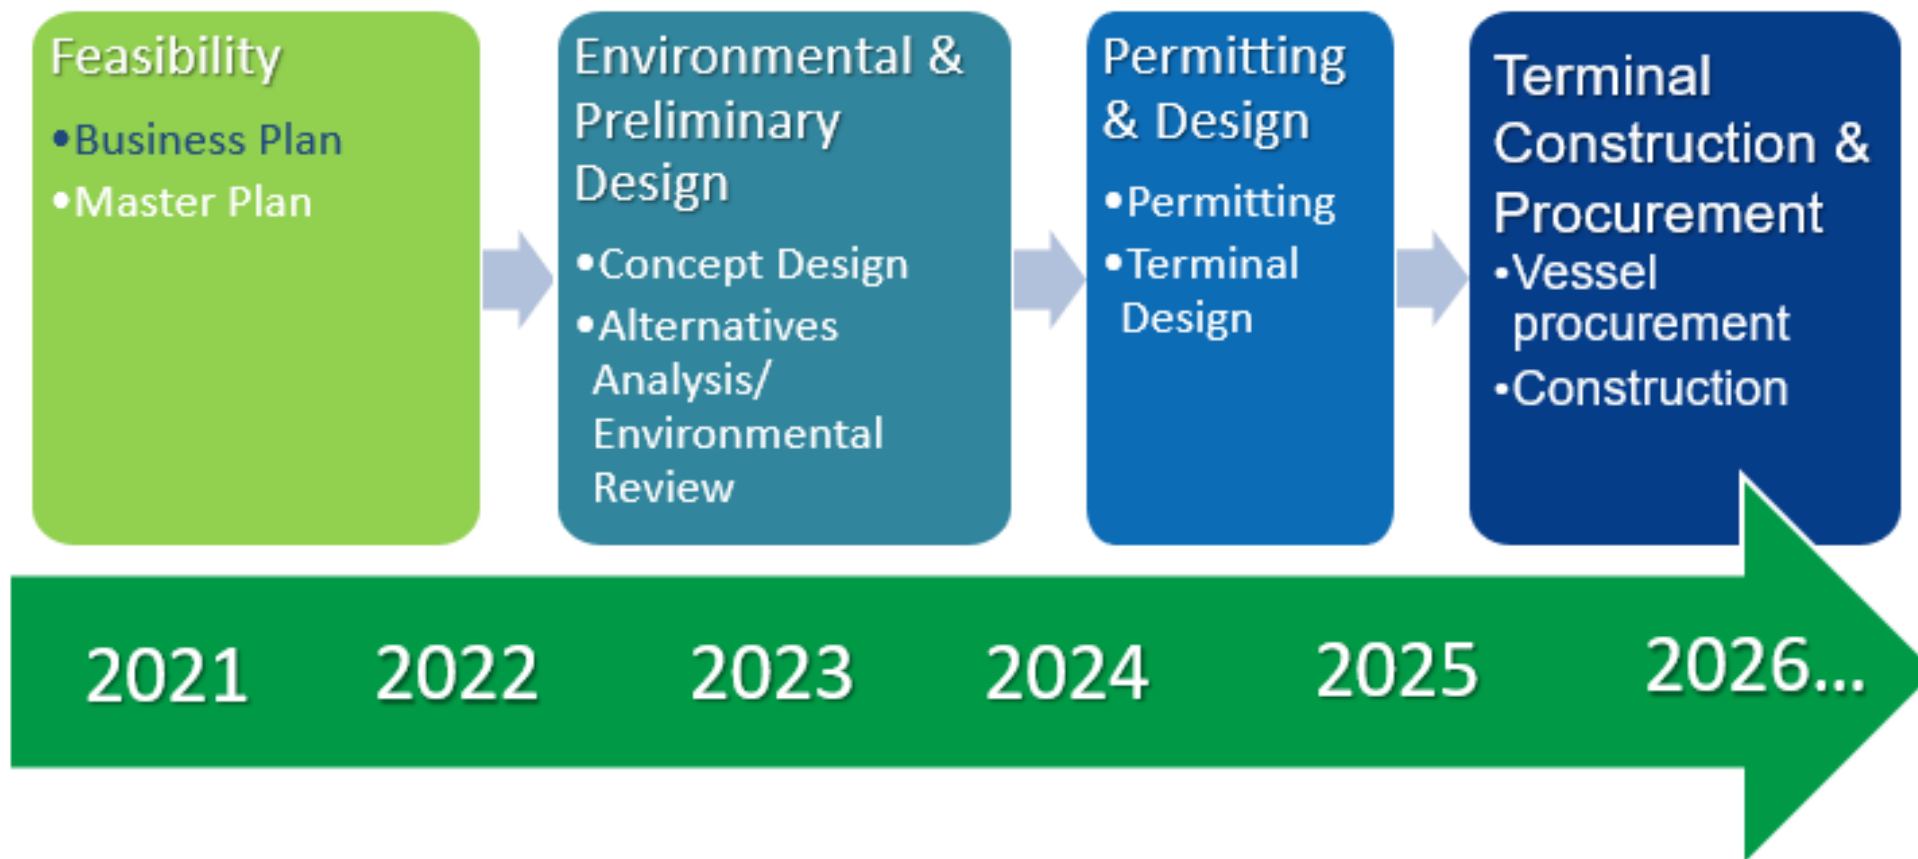 Feasibility
•Business Plan
•Master Plan
Environmental &
Preliminary
Design
•Concept Design
•Alternatives
Analysis/
Environmental
Review
Permitting
& Design
•Permitting
•Terminal
Design
Terminal
Construction &
Procurement
•Vessel
procurement
•Construction
2021 2022 2023 2024 2025 2026...